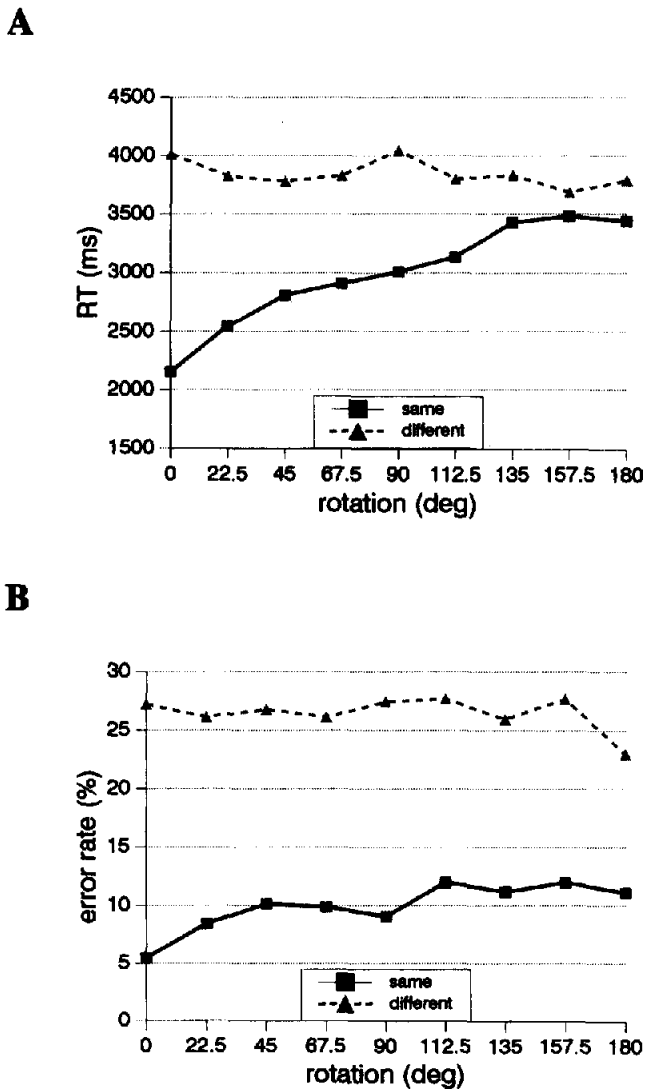 A
4500
4000
3500
3000
2500
2000
1500
RT (ms)
same
different
0 22.5 45 67.5 90 112.5 135 157.5 180
rotation (deg)
B
30
25
20
15
10
5
0
error rate (%)
same
different
0 22.5 45 67.5 90 112.5 135 157.5 180
rotation (deg)